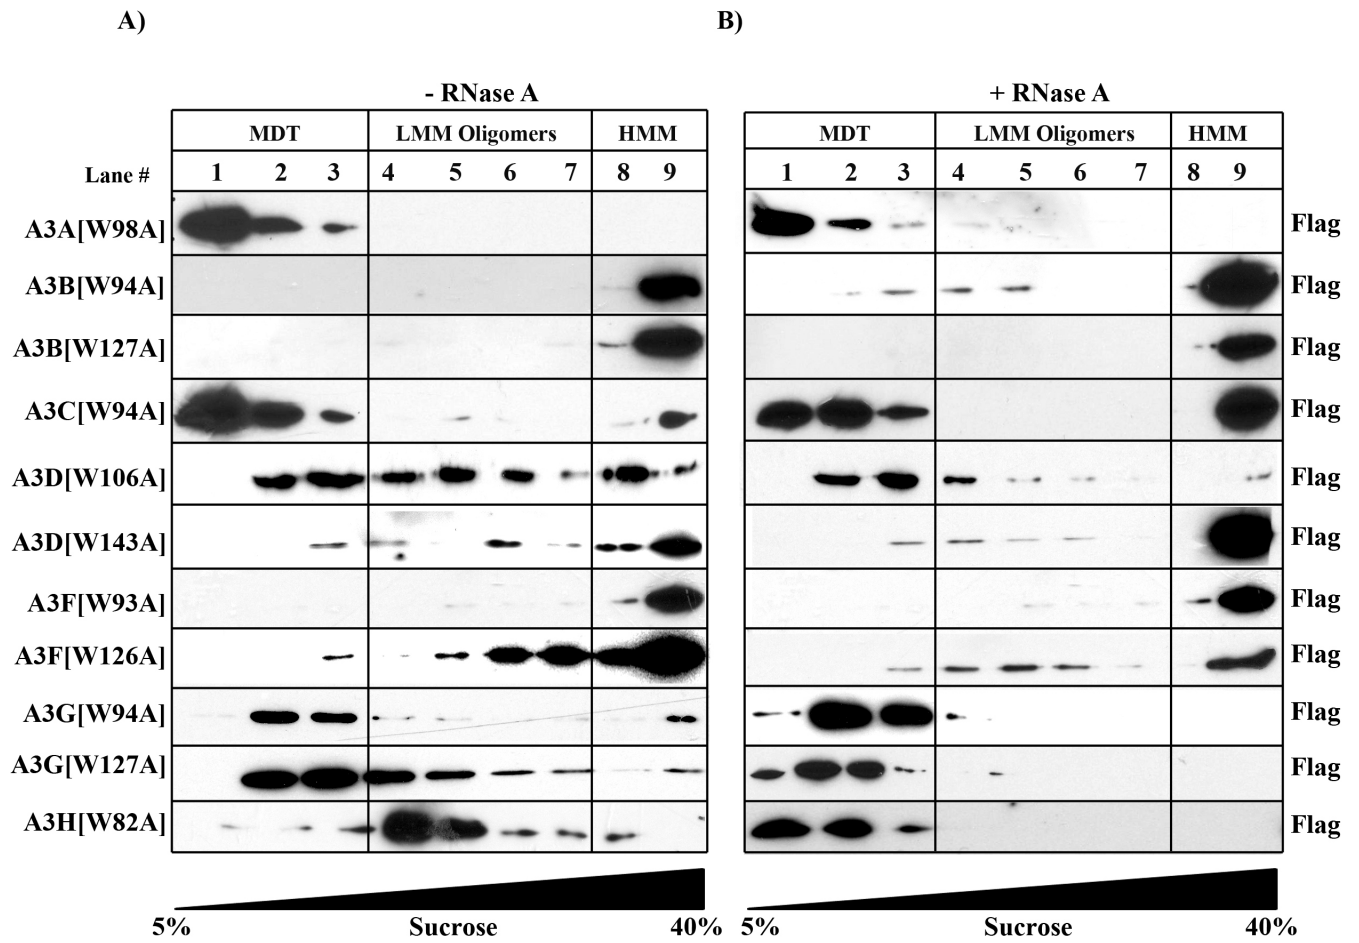 A) B)
- RNase A + RNase A
MDT LMM Oligomers HMM MDT LMM Oligomers HMM
Lane # 1 2 3 4 5 6 7 8 9 1 2 3 4 5 6 7 8 9
A3A[W98A] Flag
A3B[W94A] Flag
A3B[W127A] Flag
A3C[W94A] Flag
A3D[W106A] Flag
A3D[W143A] Flag
A3F[W93A] Flag
A3F[W126A] Flag
A3G[W94A] Flag
A3G[W127A] Flag
A3H[W82A] Flag
5% Sucrose 40% 5% Sucrose 40%